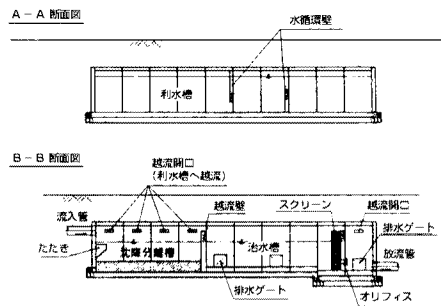 A－A 断面図
水循環壁
利水槽
B－B 断面図
越流開口
(利水槽へ越流)
越流壁
スクリーン
越流開口
流入管
排水ゲート
たたき
沈降分離槽
治水槽
放流管
排水ゲート
オリフィス